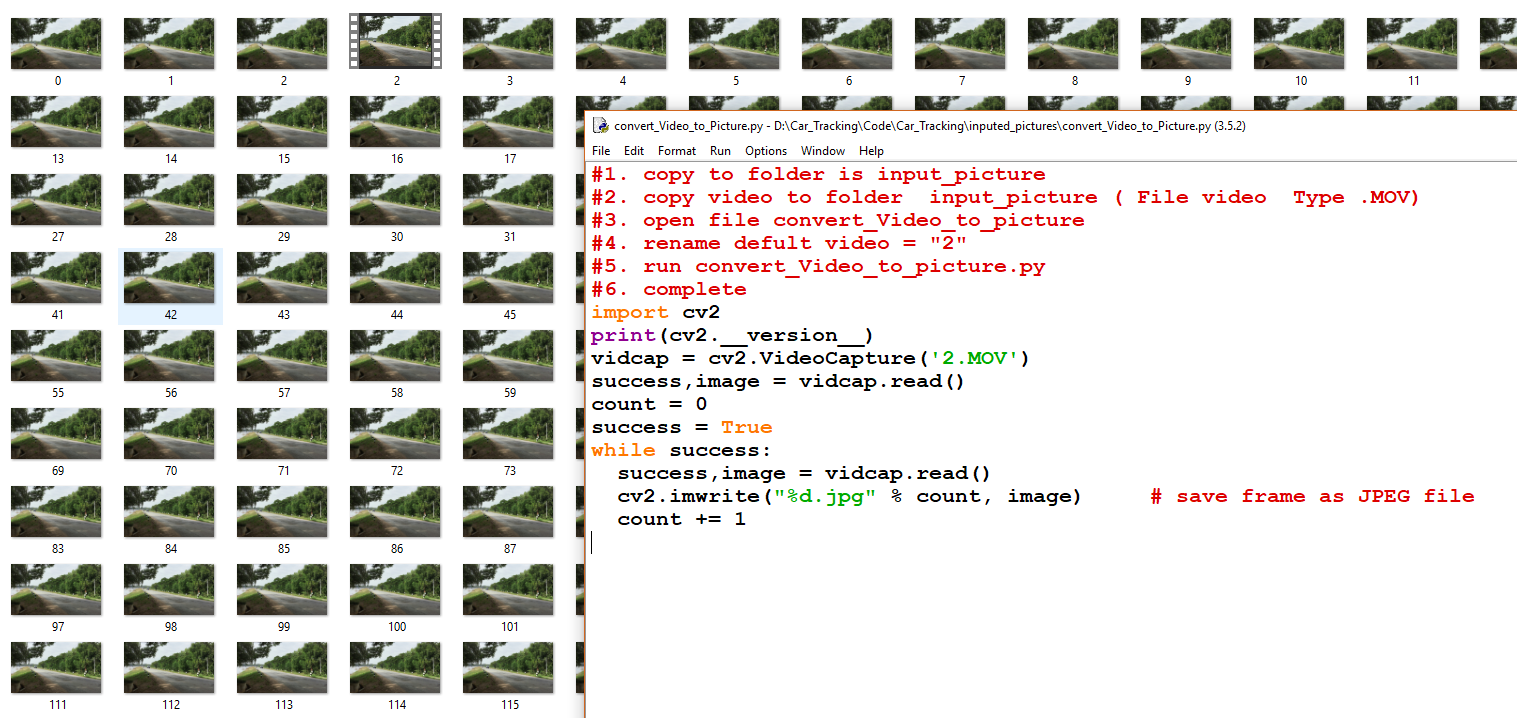 0 1 2 2 3 4 5 6 7 8 9 10 11
convert_Video_to_Picture.py - D:\Car_Tracking\Code\Car_Tracking\inputed_pictures\convert_Video_to_Picture.py (3.5.2)
File Edit Format Run Options Window Help
13 14 15 16 17
27 28 29 30 31
41 42 43 44 45
55 56 57 58 59
69 70 71 72 73
83 84 85 86 87
97 98 99 100 101
111 112 113 114 115
#1. copy to folder is input_picture
#2. copy video to folder  input_picture ( File video  Type .MOV)
#3. open file convert_Video_to_picture
#4. rename defult video = "2"
#5. run convert_Video_to_picture.py
#6. complete
import cv2
print(cv2.__version__)
vidcap = cv2.VideoCapture('2.MOV')
success,image = vidcap.read()
count = 0
success = True
while success:
  success,image = vidcap.read()
  cv2.imwrite("%d.jpg" % count, image)     # save frame as JPEG file
  count += 1